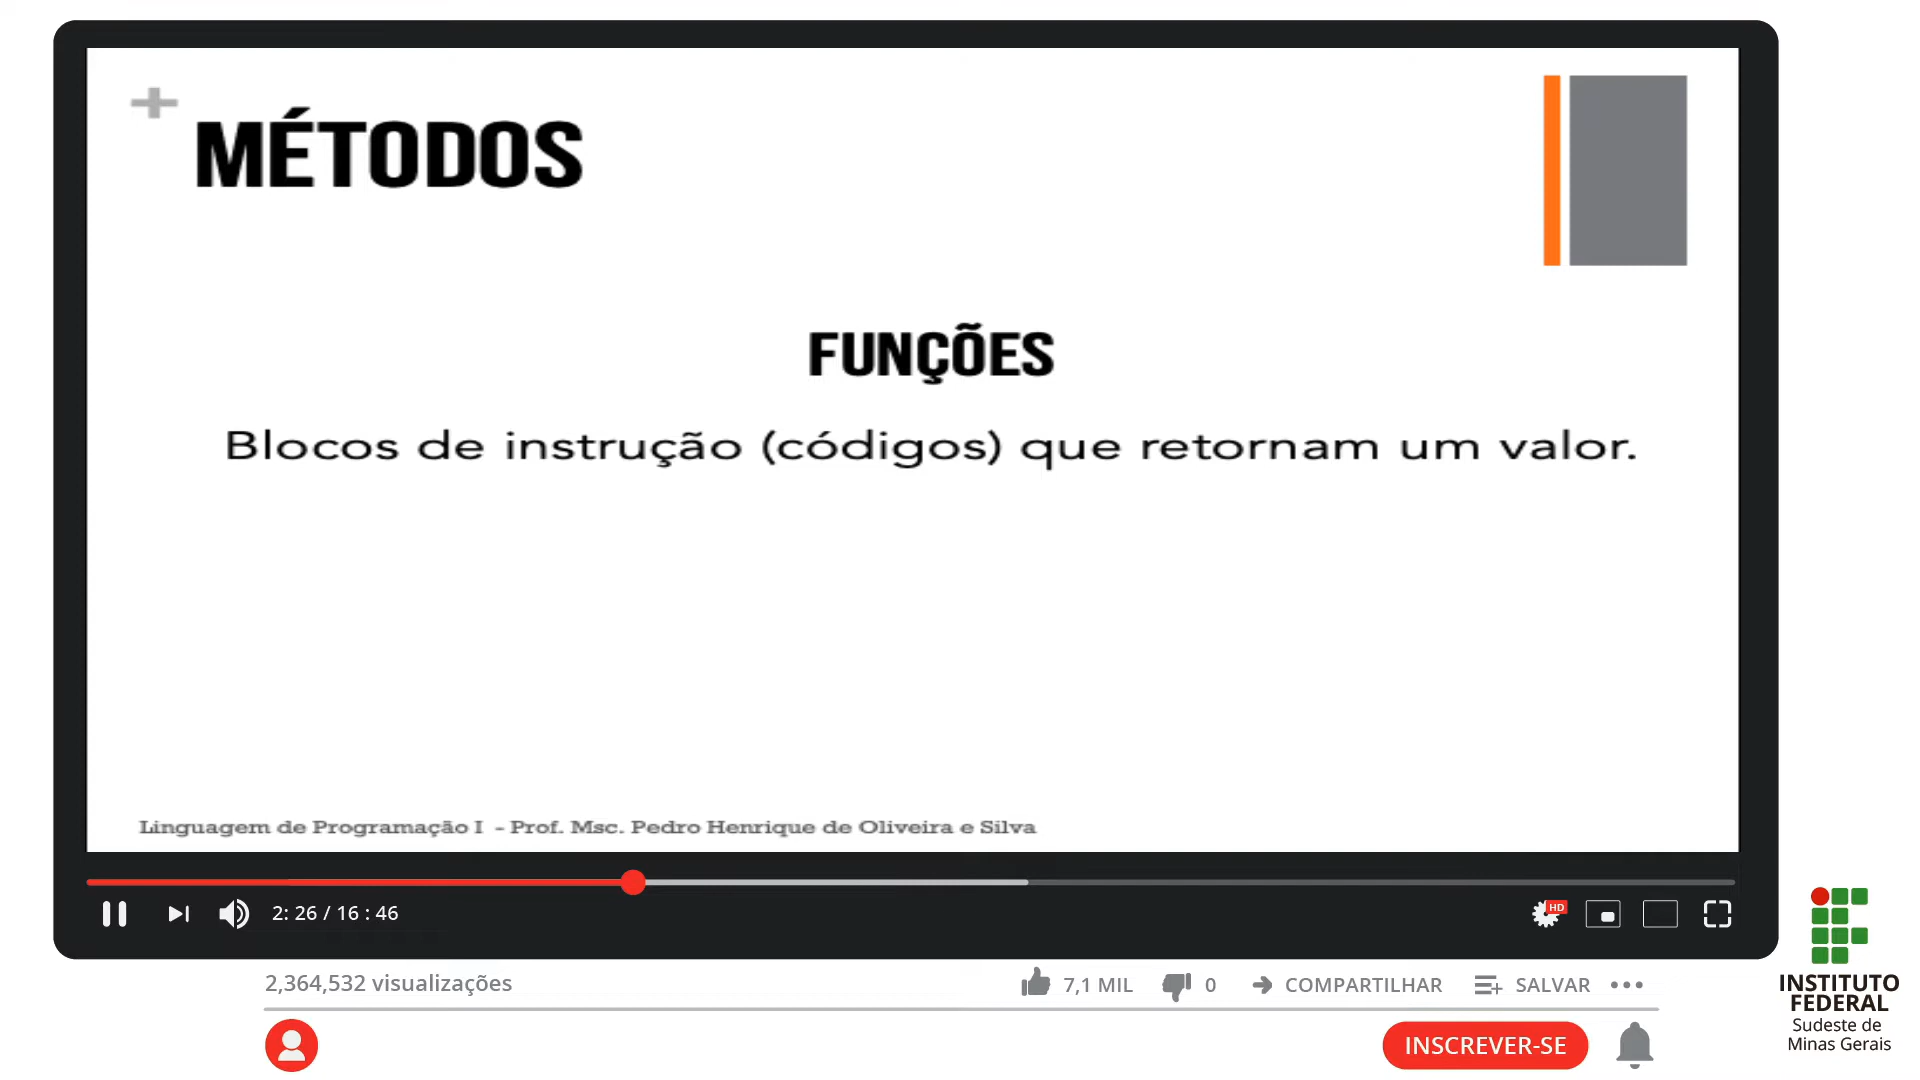 MÉTODOS
FUNÇÕES
Blocos de instrução (códigos) que retornam um valor.
Linguagem de Programação I - Prof. Msc. Pedro Henrique de Oliveira e Silva
2: 26 / 16 : 46
HD
2,364,532 visualizações
7,1 MIL
0
COMPARTILHAR
SALVAR
INSCREVER-SE
INSTITUTO
FEDERAL
Sudeste de
Minas Gerais